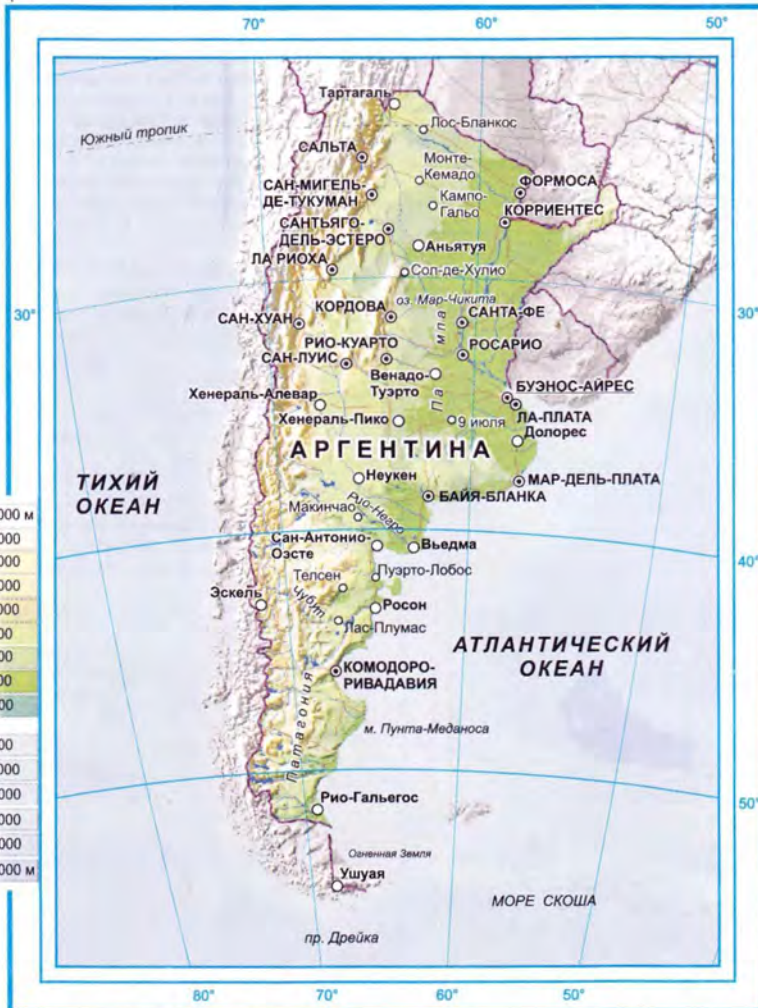 70°
60°
50°
Тартагаль
Лос-Бланкос
Южный тропик
САЛЬТА
Монте-
Кемадо
ФОРМОСА
САН-МИГЕЛЬ-
ДЕ-ТУКУМАН
Кампо-
Гальо
КОРРИЕНТЕС
САНТЬЯГО-
ДЕЛЬ-ЭСТЕРО
Аньятуя
ЛА РИОХА
Сол-де-Хулио
оз. Мар-Чикита
30°
30°
КОРДОВА
САНТА-ФЕ
САН-ХУАН
РИО-КУАРТО
РОСАРИО
САН-ЛУИС
Пампа
Венадо-
Туэрто
БУЭНОС-АЙРЕС
Хенераль-Алевар
ЛА-ПЛАТА
Хенераль-Пико
9 июля
Долорес
АРГЕНТИНА
ТИХИЙ
ОКЕАН
Неукен
МАР-ДЕЛЬ-ПЛАТА
БАЙЯ-БЛАНКА
Рио-Негро
Макинчао
000 м
000
000
000
000
00
00
00
00
00
000
000
000
000
000 м
Сан-Антонио-
Оэсте
Вьедма
40°
Телсен
Пуэрто-Лобос
Эскель
Чубит
Росон
Лас-Плумас
АТЛАНТИЧЕСКИЙ
ОКЕАН
КОМОДОРО-
РИВАДАВИЯ
Патагония
м. Пунта-Меданоса
50°
Рио-Гальегос
Огненная Земля
Ушуая
МОРЕ СКОША
пр. Дрейка
80°
70°
60°
50°